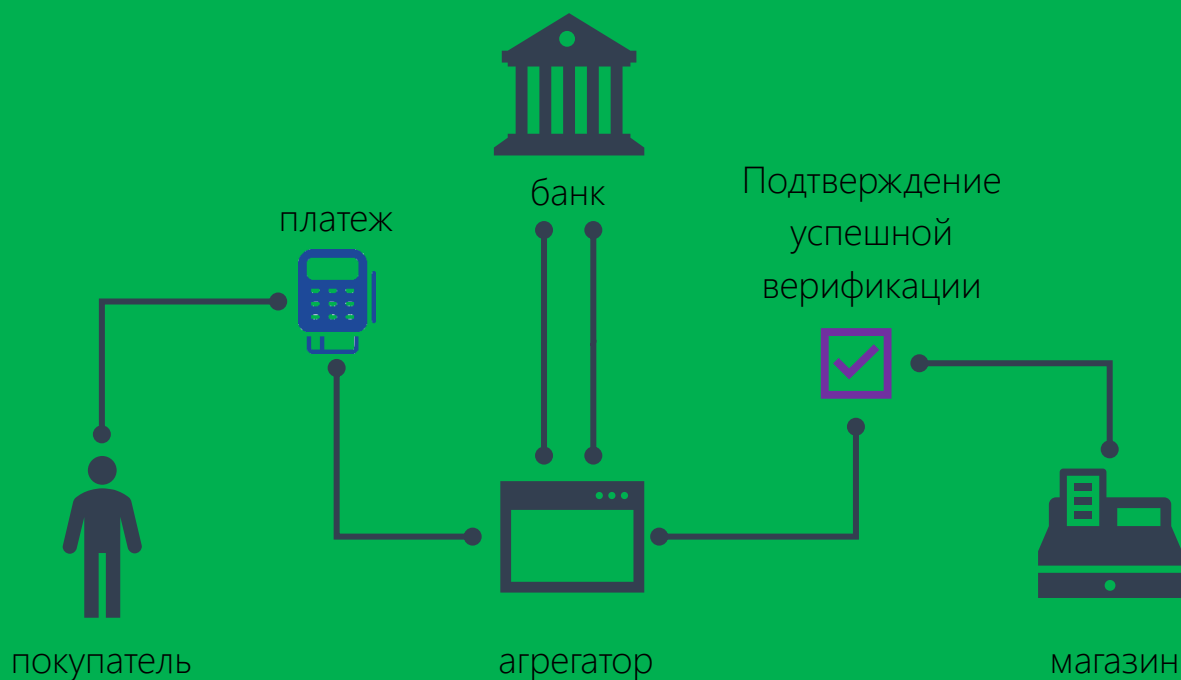 банк
Подтверждение
успешной
верификации
платеж
покупатель
агрегатор
магазин